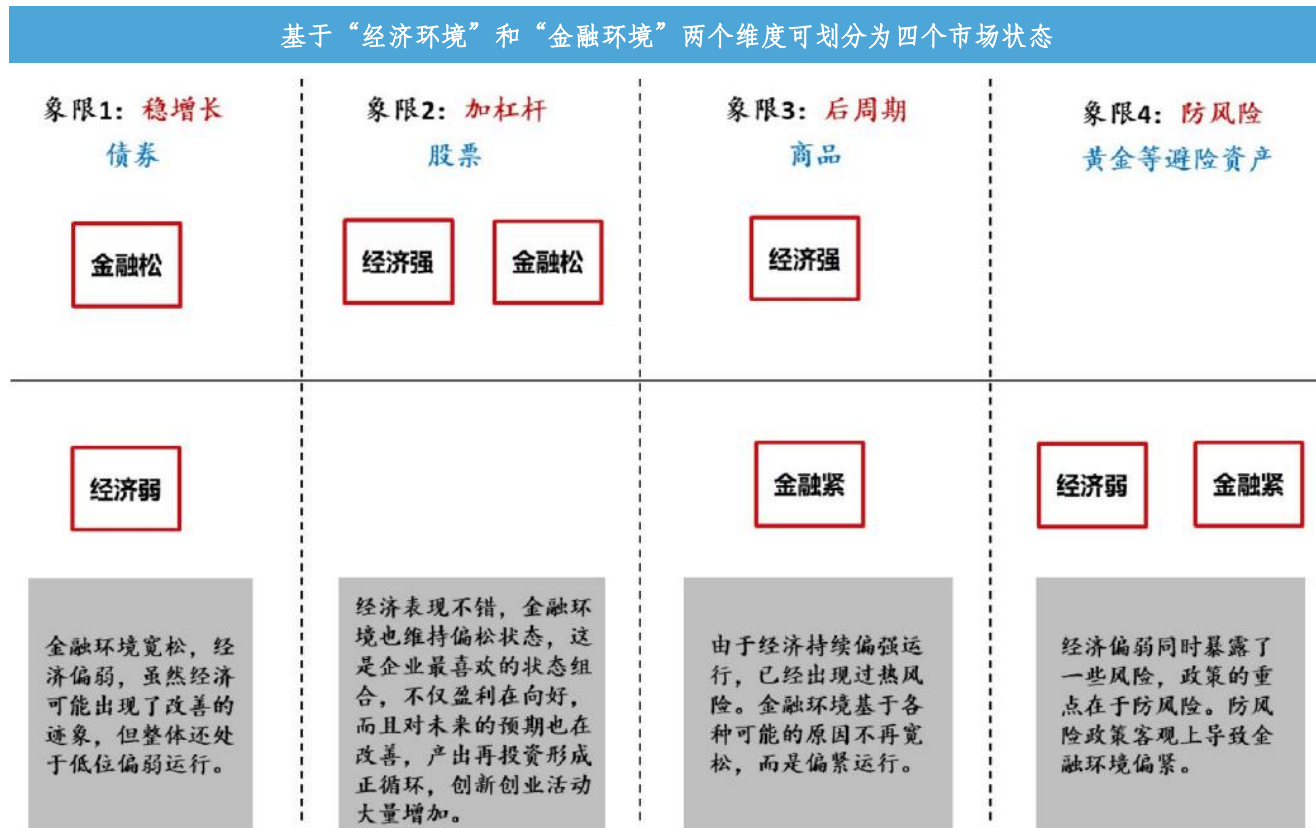 基于“经济环境”和“金融环境”两个维度可划分为四个市场状态
象限1：稳增长
债券
金融松
经济弱
金融环境宽松，经
济偏弱，虽然经济
可能出现了改善的
迹象，但整体还处
于低位偏弱运行。
象限2：加杠杆
股票
经济强
金融松
经济表现不错，金融环
境也维持偏松状态，这
是企业最喜欢的状态组
合，不仅盈利在向好，
而且对未来的预期也在
改善，产出再投资形成
正循环，创新创业活动
大量增加。
象限3：后周期
商品
经济强
金融紧
由于经济持续偏强运
行，已经出现过热风
险。金融环境基于各
种可能的原因不再宽
松，而是偏紧运行。
象限4：防风险
黄金等避险资产
经济弱
金融紧
经济偏弱同时暴露了
一些风险，政策的重
点在于防风险。防风
险政策客观上导致金
融环境偏紧。